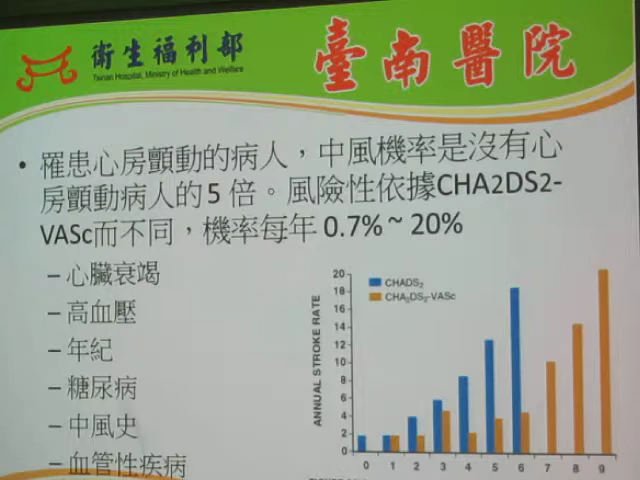 衛生福利部
Tainan Hospital, Ministry of Health and Welfare
臺南醫院
• 罹患心房顫動的病人，中風機率是沒有心
房顫動病人的 5 倍。風險性依據CHA2DS2-
VASc而不同，機率每年 0.7% ~ 20%
– 心臟衰竭
– 高血壓
– 年紀
– 糖尿病
– 中風史
– 血管性疾病
ANNUAL STROKE RATE
CHADS₂
CHA₂DS₂-VASc
20
18
16
14
12
10
8
6
4
2
0
0 1 2 3 4 5 6 7 8 9